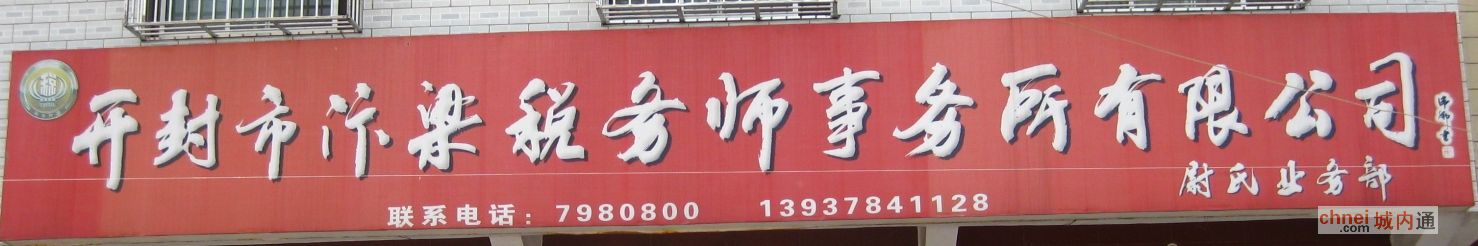 开封市汴梁税务师事务所有限公司
尉氏业务部
联系电话：7980800 13937841128
chnei.com 城内通